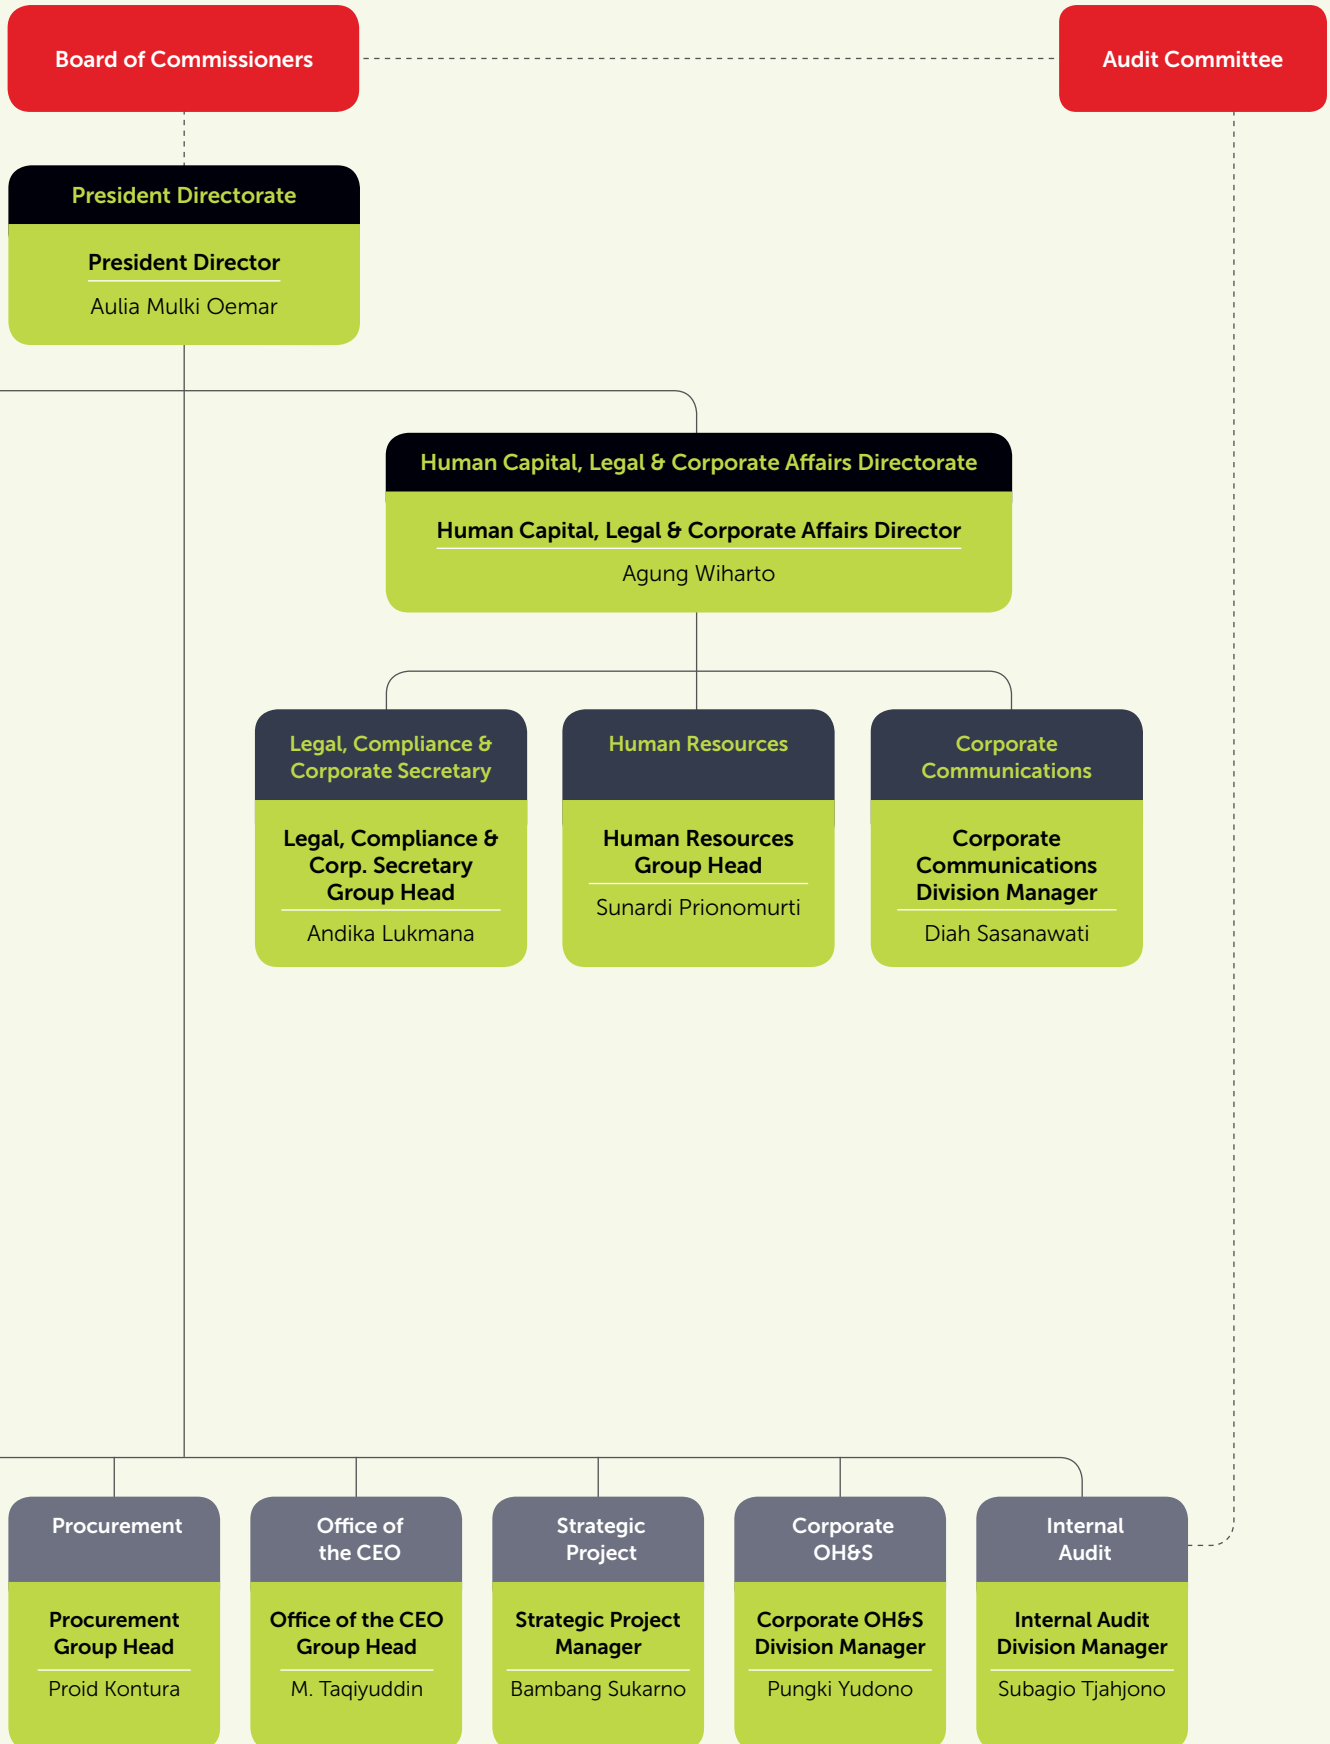 Board of Commissioners
Audit Committee
President Directorate
President Director
Aulia Mulki Oemar
Human Capital, Legal & Corporate Affairs Directorate
Human Capital, Legal & Corporate Affairs Director
Agung Wiharto
Legal, Compliance &
Corporate Secretary
Legal, Compliance &
Corp. Secretary
Group Head
Andika Lukmana
Human Resources
Human Resources
Group Head
Sunardi Prionomurti
Corporate
Communications
Corporate
Communications
Division Manager
Diah Sasanawati
Procurement
Procurement
Group Head
Proid Kontura
Office of
the CEO
Office of the CEO
Group Head
M. Taqiyuddin
Strategic
Project
Strategic Project
Manager
Bambang Sukarno
Corporate
OH&S
Corporate OH&S
Division Manager
Pungki Yudono
Internal
Audit
Internal Audit
Division Manager
Subagio Tjahjono